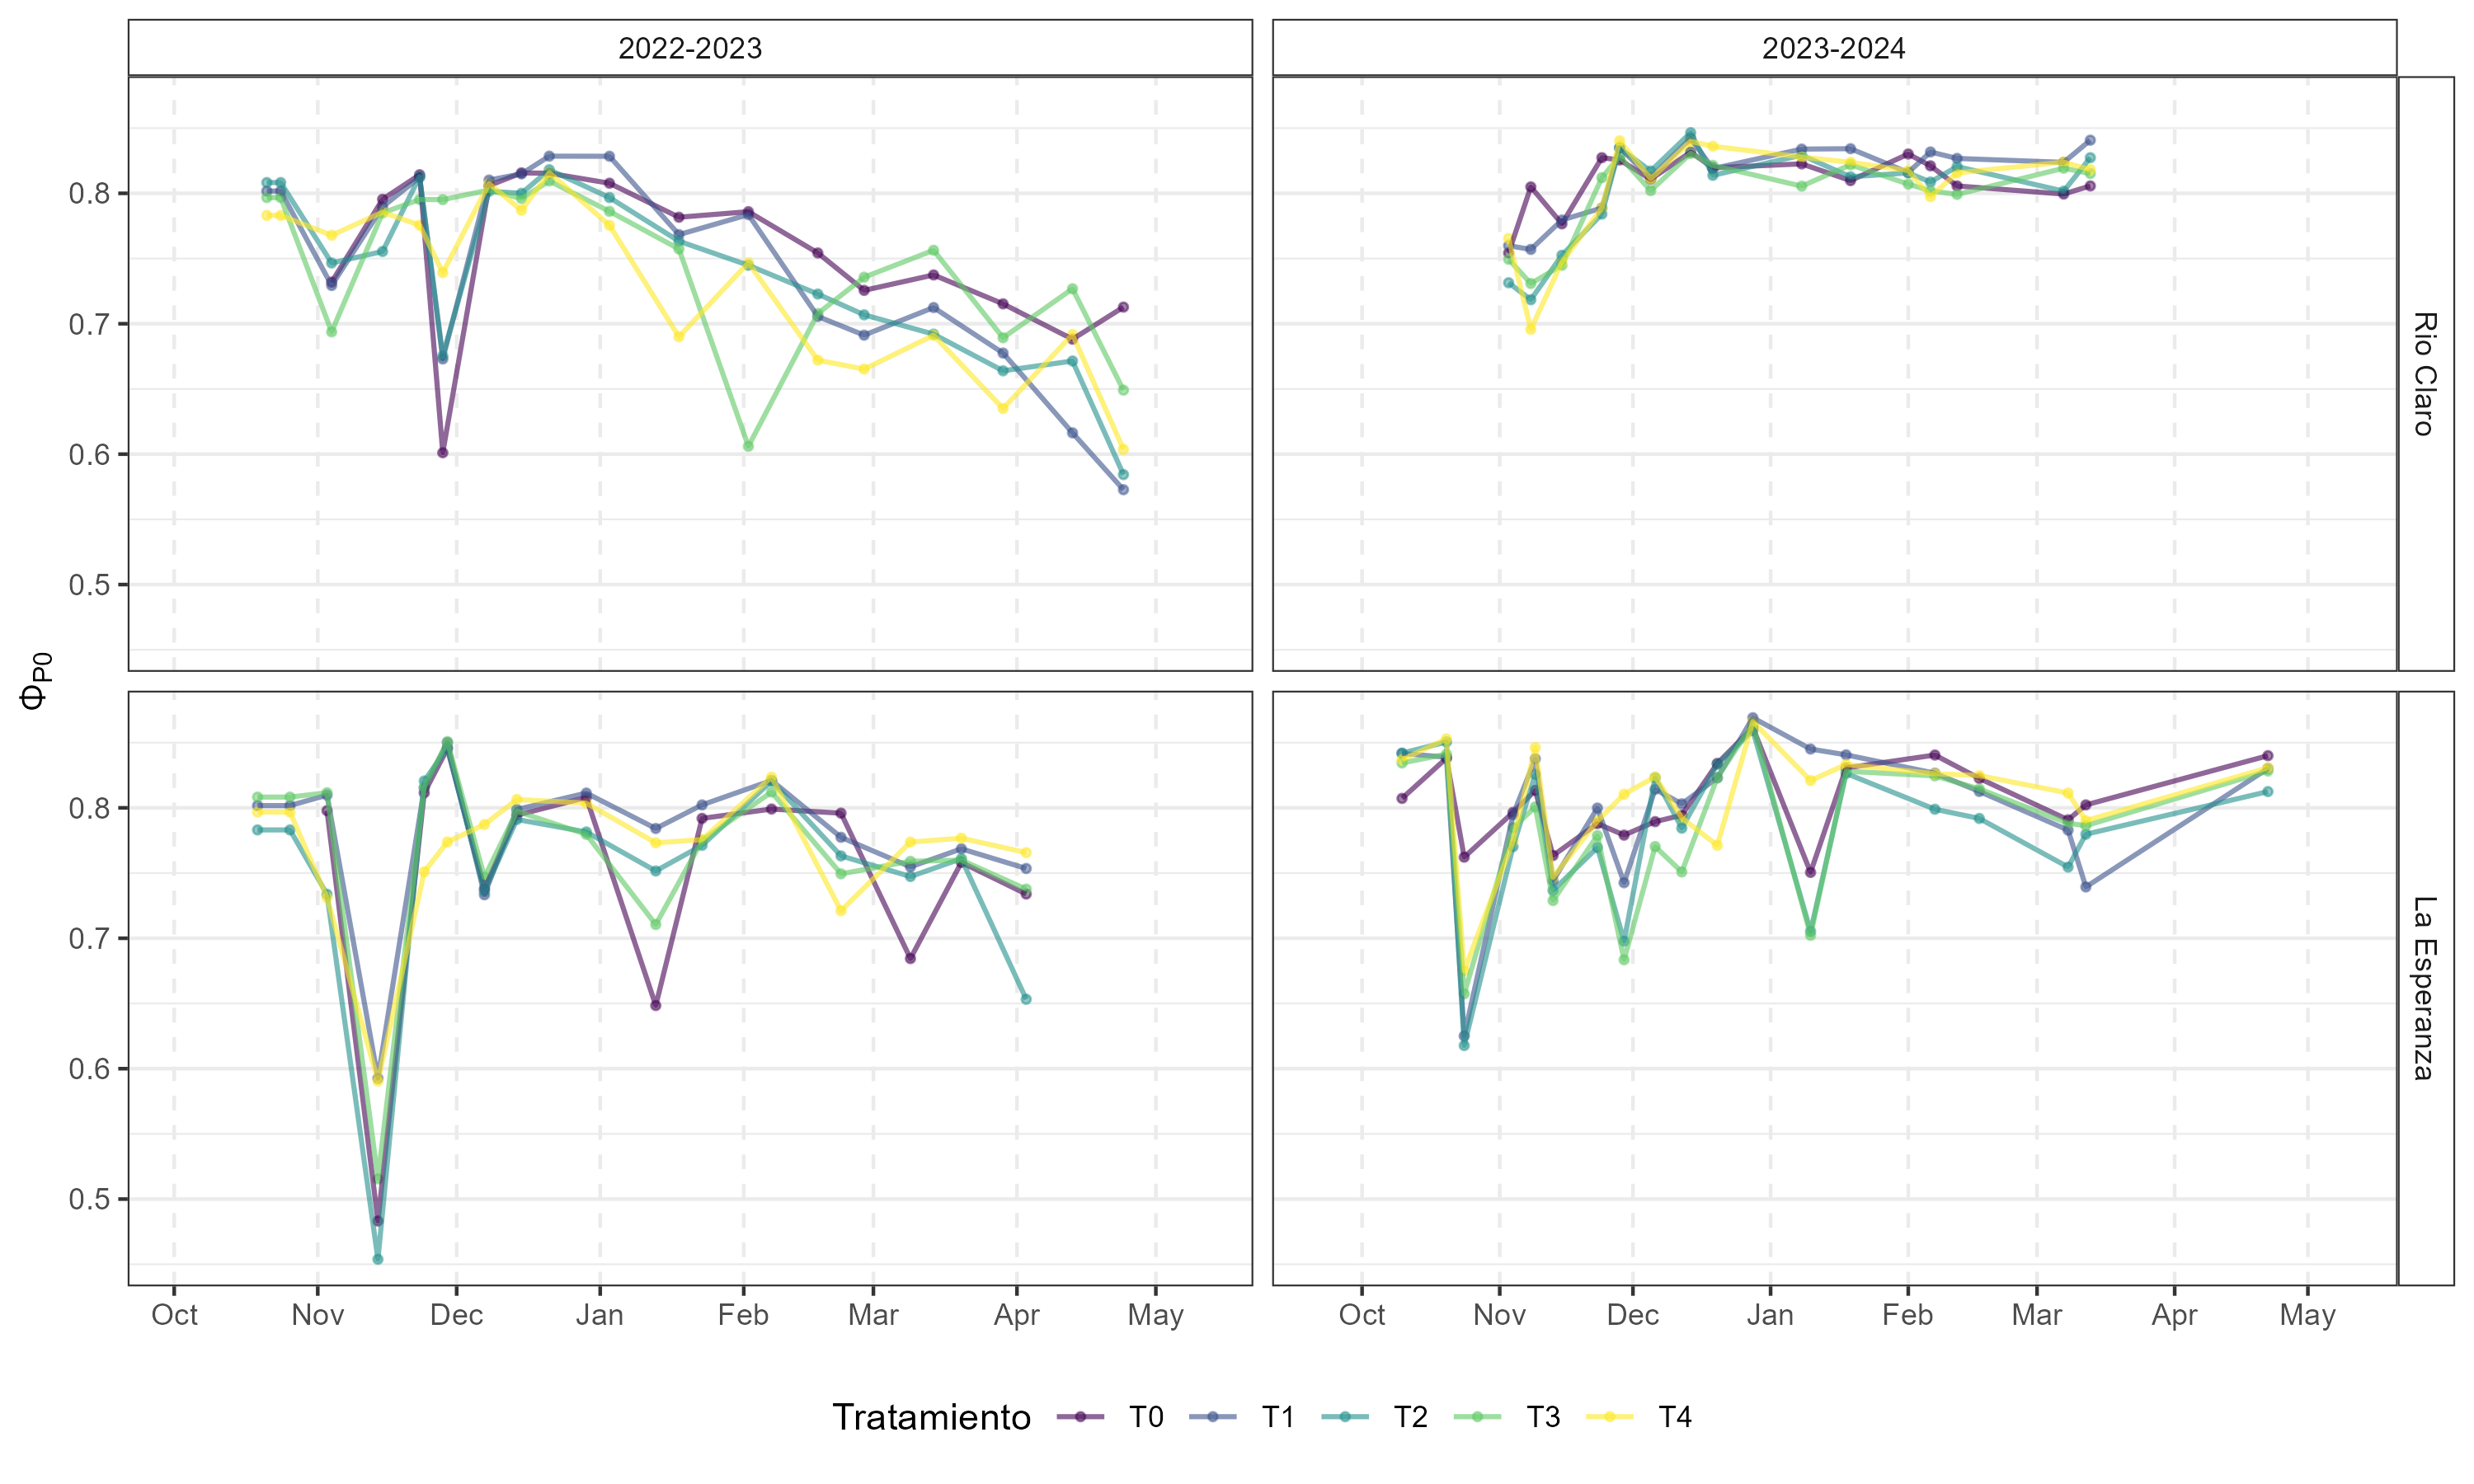 2022-2023
2023-2024
0.8
0.7
0.6
0.5
Rio Claro
ΦP0
0.8
0.7
0.6
0.5
La Esperanza
Oct Nov Dec Jan Feb Mar Apr May
Oct Nov Dec Jan Feb Mar Apr May
Tratamiento T0 T1 T2 T3 T4